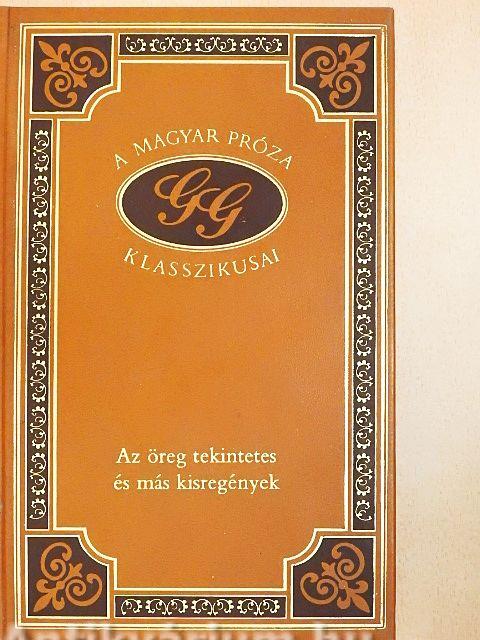 A MAGYAR PRÓZA
GG
KLASSZIKUSAI
Az öreg tekintetes
és más kisregények